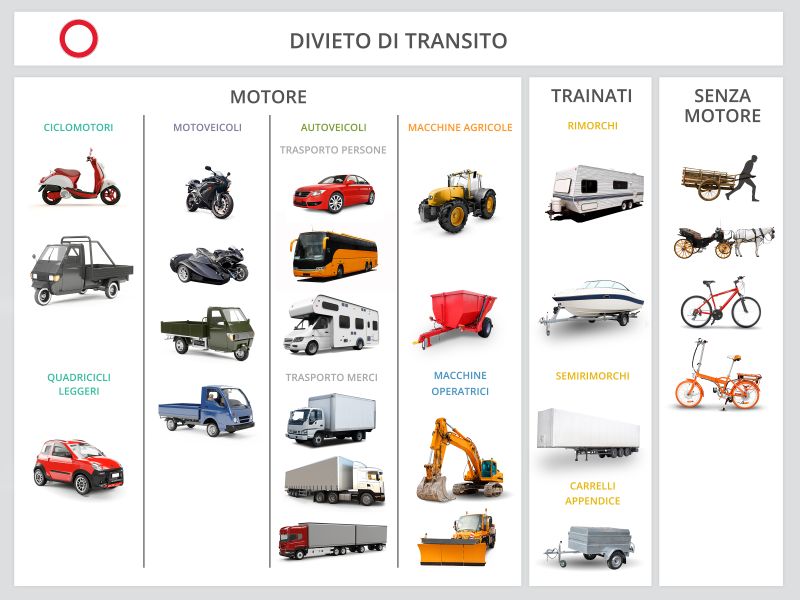 DIVIETO DI TRANSITO
MOTORE
CICLOMOTORI
QUADRICICLI
LEGGERI
MOTOVEICOLI
AUTOVEICOLI
TRASPORTO PERSONE
TRASPORTO MERCI
MACCHINE AGRICOLE
MACCHINE
OPERATRICI
TRAINATI
RIMORCHI
SEMIRIMORCHI
CARRELLI
APPENDICE
SENZA
MOTORE